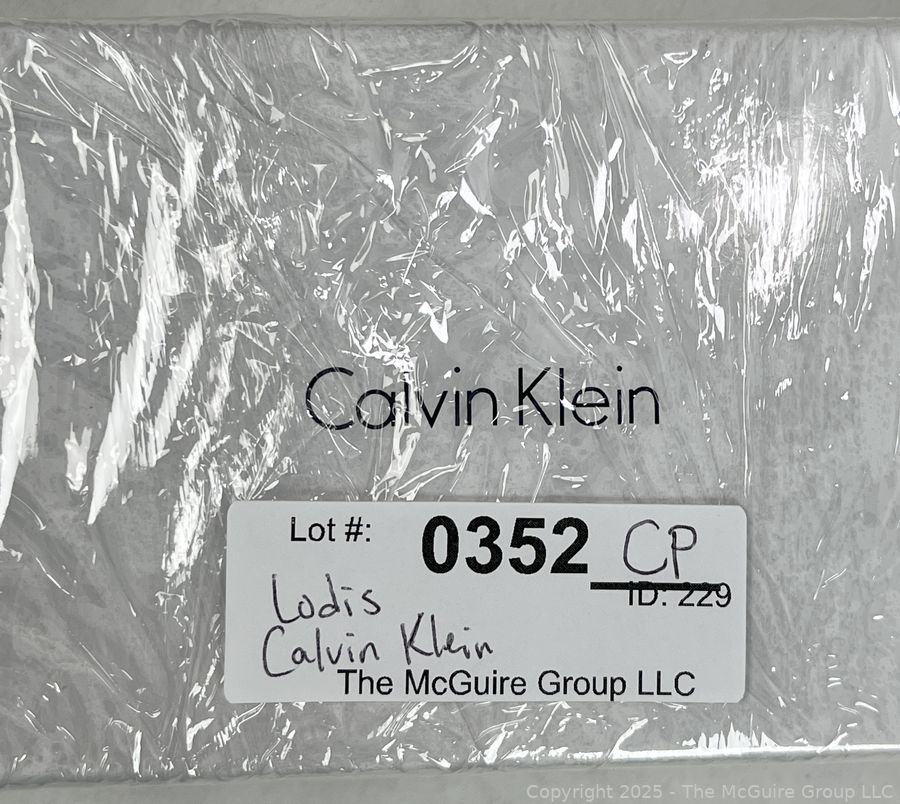 Calvin Klein
Lot #: 0352 CP
ID: 229
Lodis
Calvin Klein
The McGuire Group LLC
Copyright 2025 - The McGuire Group LLC